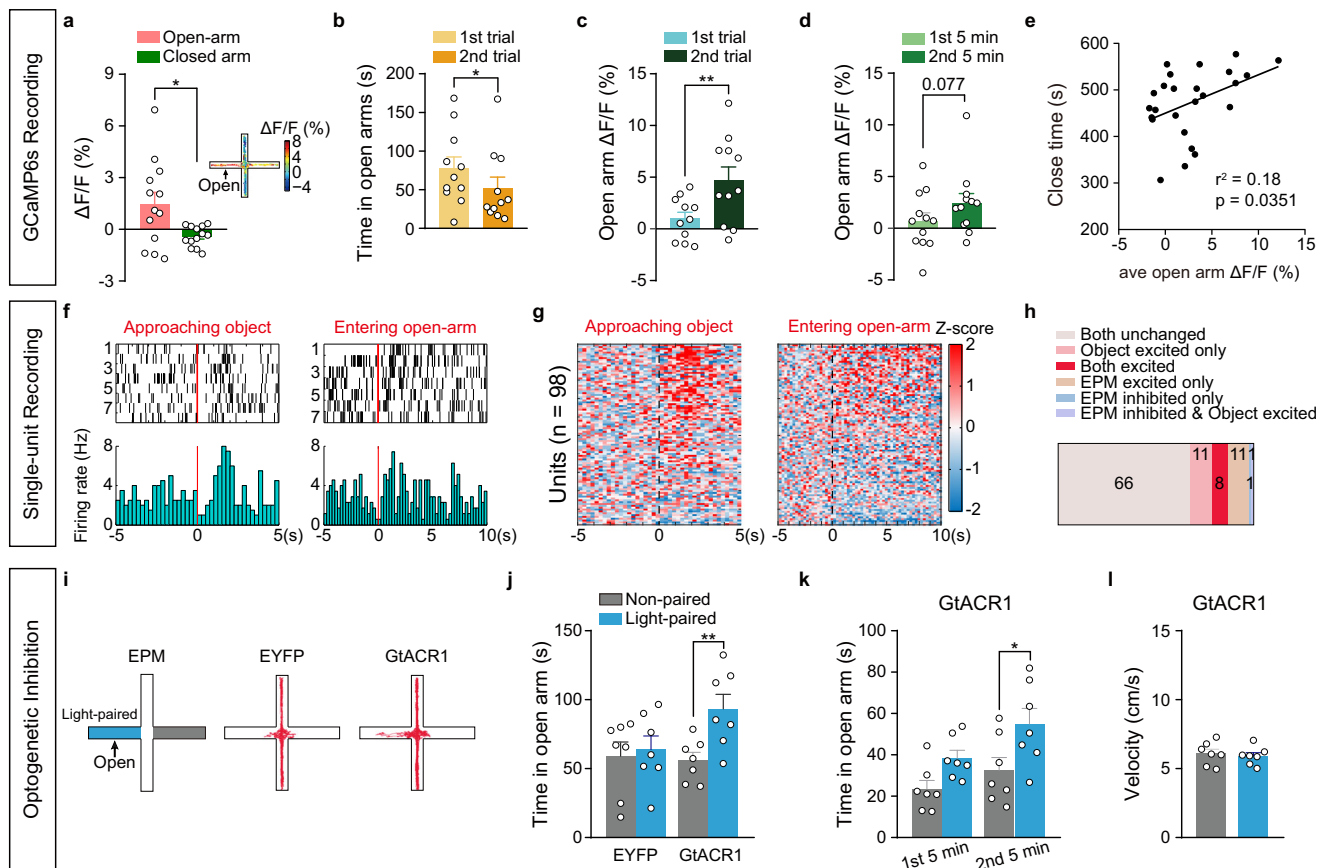 GCaMP6s Recording
a
Open-arm
Closed arm
ΔF/F (%)
9
6
3
0
-3
*
ΔF/F (%)
8
4
0
−4
Open
b
1st trial
2nd trial
Time in open arms (s)
200
150
100
50
0
*
c
1st trial
2nd trial
Open arm ΔF/F (%)
15
10
5
0
-5
**
d
1st 5 min
2nd 5 min
Open arm ΔF/F (%)
15
10
5
0
-5
0.077
e
Close time (s)
600
500
400
300
200
r² = 0.18
p = 0.0351
-5 0 5 10 15
ave open arm ΔF/F (%)
Single-unit Recording
f
Approaching object
Entering open-arm
1
3
5
7
1
3
5
7
Firing rate (Hz)
8
4
0
-5 0 5(s)
8
4
0
-5 0 5 10(s)
g
Approaching object
Entering open-arm
Z-score
Units (n = 98)
-5 0 5(s)
-5 0 5 10(s)
2
1
0
-1
-2
h
Both unchanged
Object excited only
Both excited
EPM excited only
EPM inhibited only
EPM inhibited & Object excited
66
11
8
11
1
1
Optogenetic Inhibition
i
EPM
EYFP
GtACR1
Light-paired
Open
j
Non-paired
Light-paired
Time in open arm (s)
150
100
50
0
**
EYFP
GtACR1
k
GtACR1
Time in open arm (s)
100
80
60
40
20
0
*
1st 5 min
2nd 5 min
l
GtACR1
Velocity (cm/s)
15
10
5
0